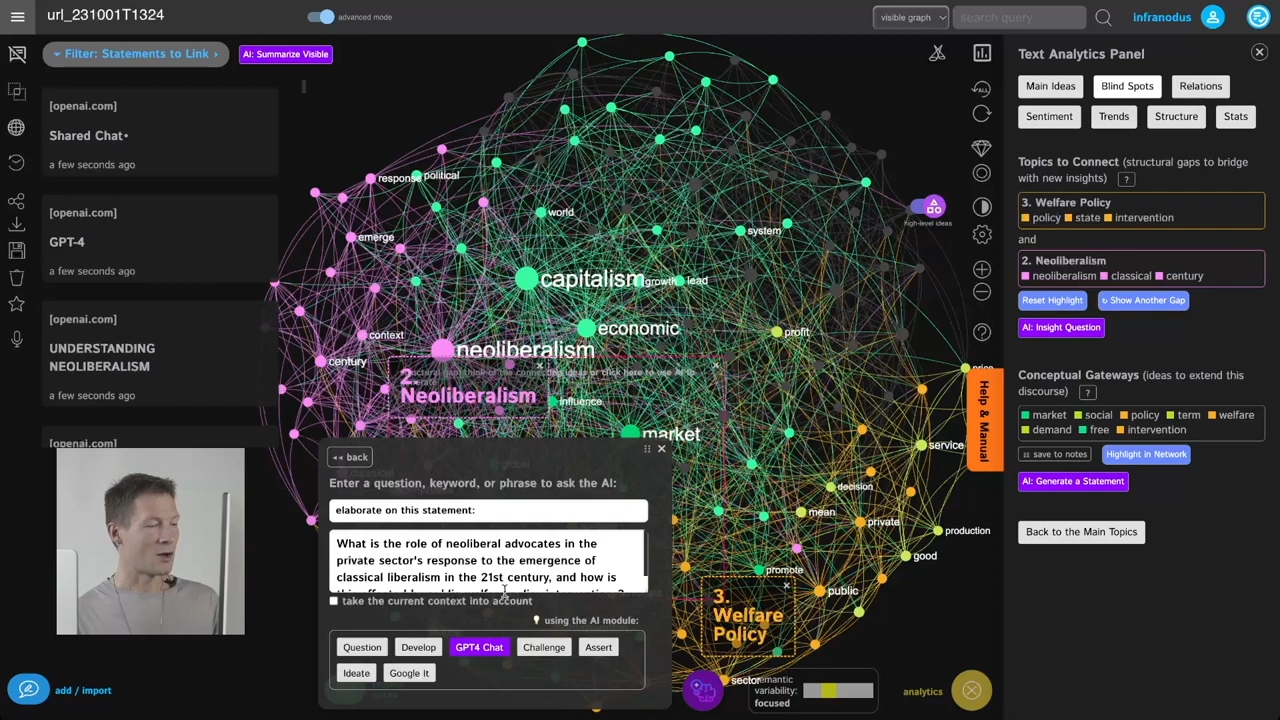 url_231001T1324
advanced mode
visible graph
search query
infranodus
Filter: Statements to Link
AI: Summarize Visible
[openai.com]
Shared Chat•
a few seconds ago
[openai.com]
GPT-4
a few seconds ago
[openai.com]
UNDERSTANDING
NEOLIBERALISM
a few seconds ago
[openai.com]
response
political
world
emerge
system
high-level ideas
capitalism
growth
lead
context
economic
profit
century
neoliberalism
price
2.
Neoliberalism
influence
market
service
decision
mean
private
production
good
promote
public
3.
Welfare
Policy
sector
◂◂ back
Enter a question, keyword, or phrase to ask the AI:
elaborate on this statement:
What is the role of neoliberal advocates in the
private sector's response to the emergence of
classical liberalism in the 21st century, and how is
take the current context into account
using the AI module:
Question
Develop
GPT4 Chat
Challenge
Assert
Ideate
Google It
semantic
variability:
focused
analytics
add / import
Text Analytics Panel
Main Ideas
Blind Spots
Relations
Sentiment
Trends
Structure
Stats
Topics to Connect (structural gaps to bridge
with new insights) ?
3. Welfare Policy
policy state intervention
and
2. Neoliberalism
neoliberalism classical century
Reset Highlight
↻ Show Another Gap
AI: Insight Question
Conceptual Gateways (ideas to extend this
discourse) ?
market social policy term welfare
demand free intervention
save to notes
Highlight in Network
AI: Generate a Statement
Back to the Main Topics
Help & Manual
ALL